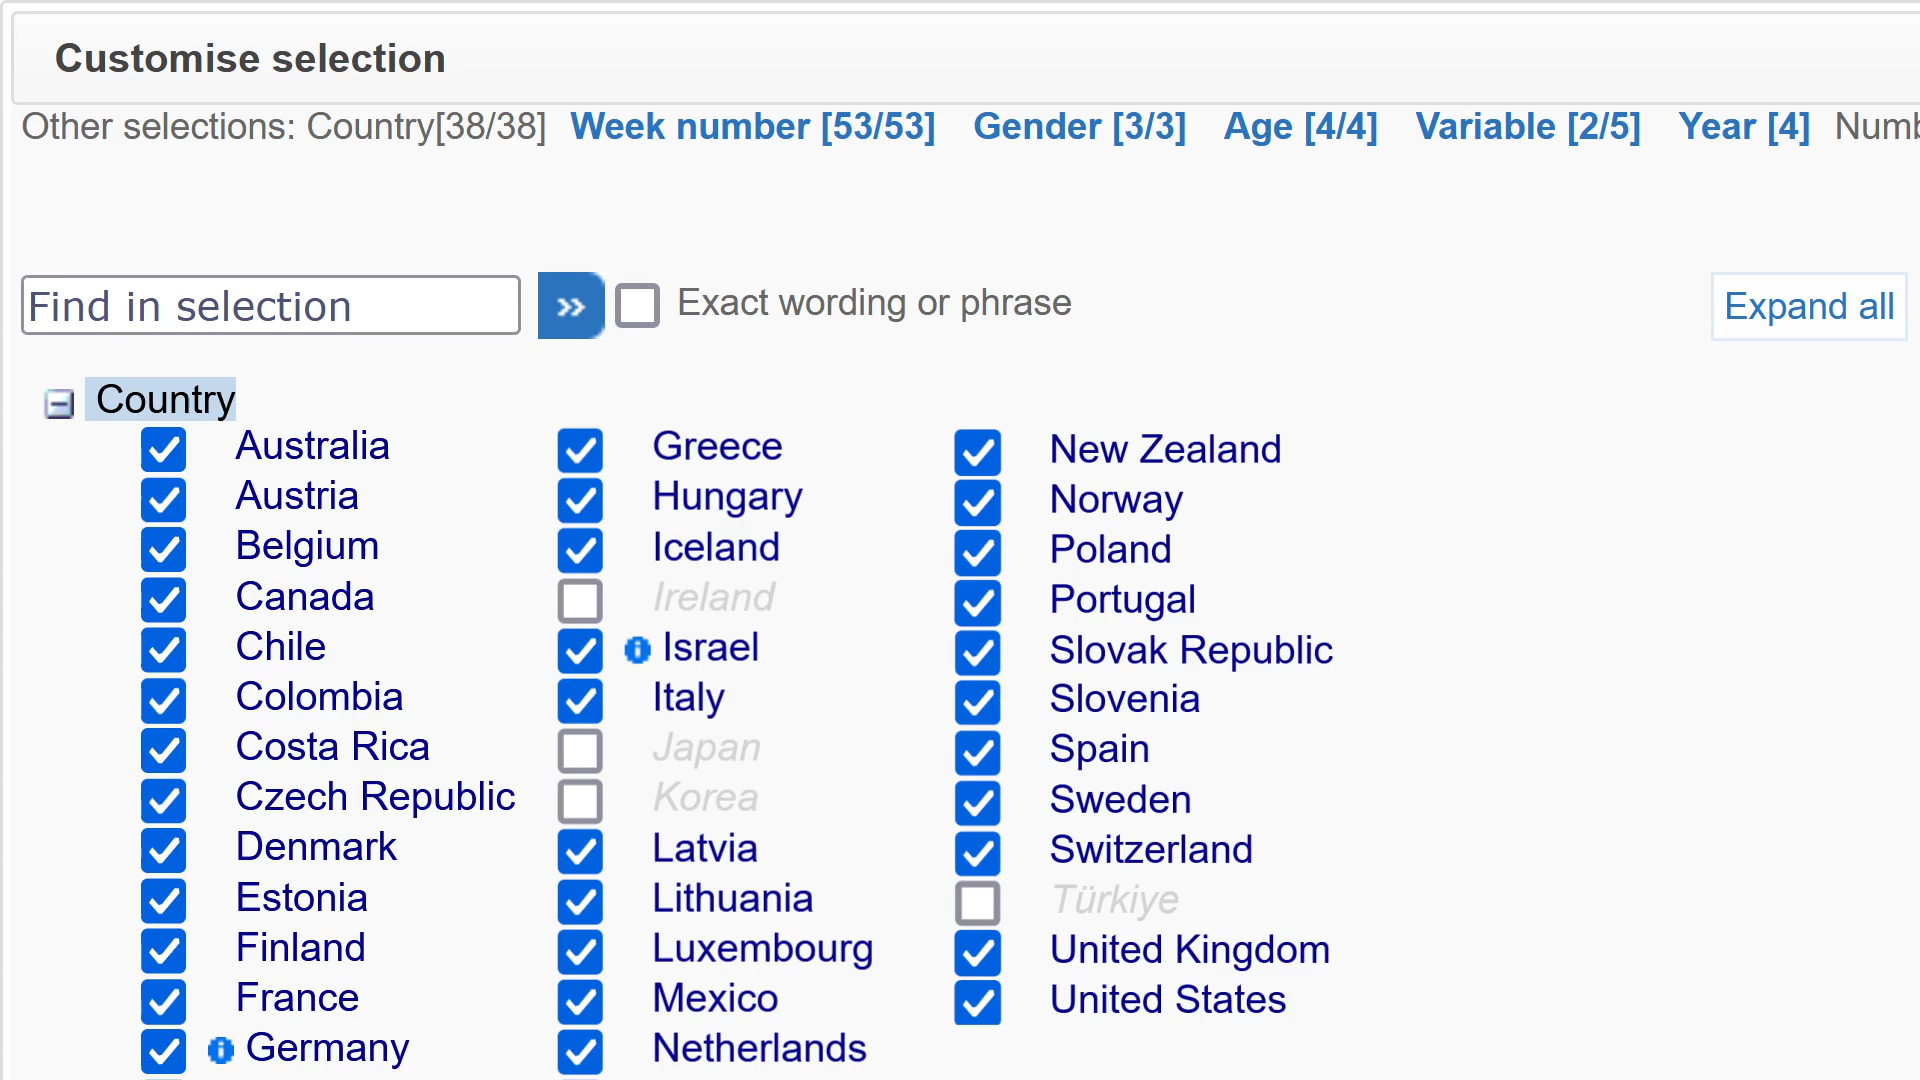 Customise selection
Other selections: Country[38/38] Week number [53/53] Gender [3/3] Age [4/4] Variable [2/5] Year [4]
Find in selection » Exact wording or phrase Expand all
Country
Australia
Austria
Belgium
Canada
Chile
Colombia
Costa Rica
Czech Republic
Denmark
Estonia
Finland
France
Germany
Greece
Hungary
Iceland
Ireland
Israel
Italy
Japan
Korea
Latvia
Lithuania
Luxembourg
Mexico
Netherlands
New Zealand
Norway
Poland
Portugal
Slovak Republic
Slovenia
Spain
Sweden
Switzerland
Türkiye
United Kingdom
United States